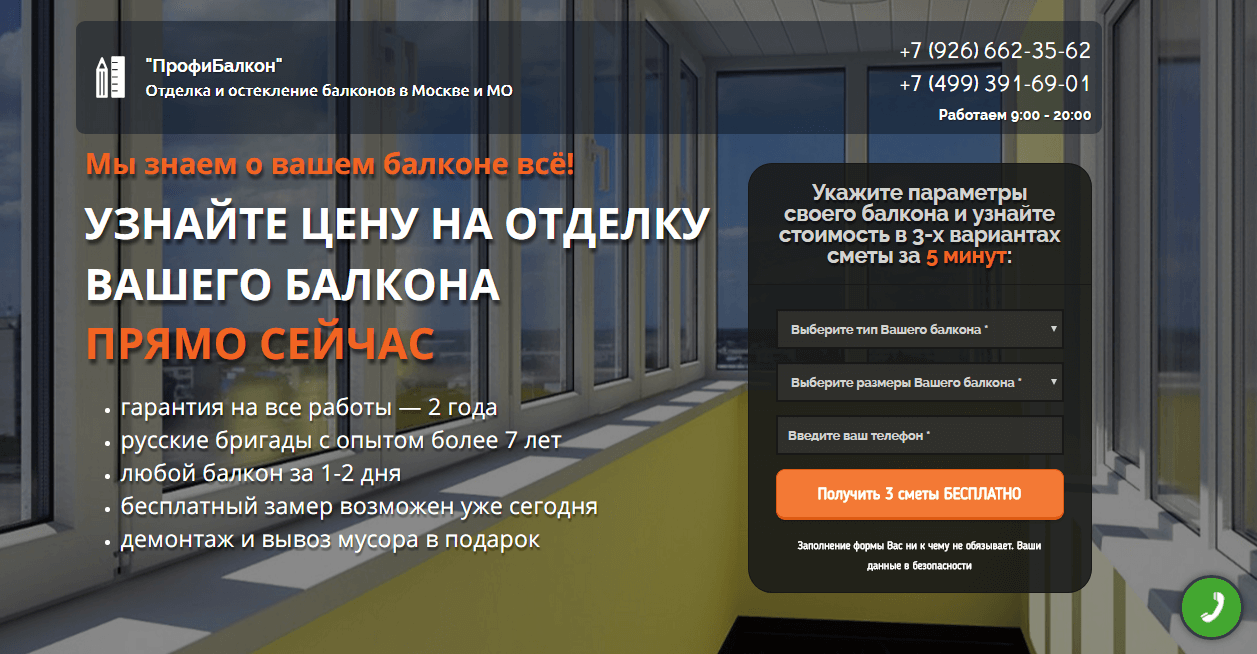 "ПрофиБалкон"
Отделка и остекление балконов в Москве и МО
+7 (926) 662-35-62
+7 (499) 391-69-01
Работаем 9:00 - 20:00
Мы знаем о вашем балконе всё!
УЗНАЙТЕ ЦЕНУ НА ОТДЕЛКУ
ВАШЕГО БАЛКОНА
ПРЯМО СЕЙЧАС
• гарантия на все работы — 2 года
• русские бригады с опытом более 7 лет
• любой балкон за 1-2 дня
• бесплатный замер возможен уже сегодня
• демонтаж и вывоз мусора в подарок
Укажите параметры
своего балкона и узнайте
стоимость в 3-х вариантах
сметы за 5 минут:
Выберите тип Вашего балкона *
Выберите размеры Вашего балкона *
Введите ваш телефон *
Получить 3 сметы БЕСПЛАТНО
Заполнение формы Вас ни к чему не обязывает. Ваши
данные в безопасности